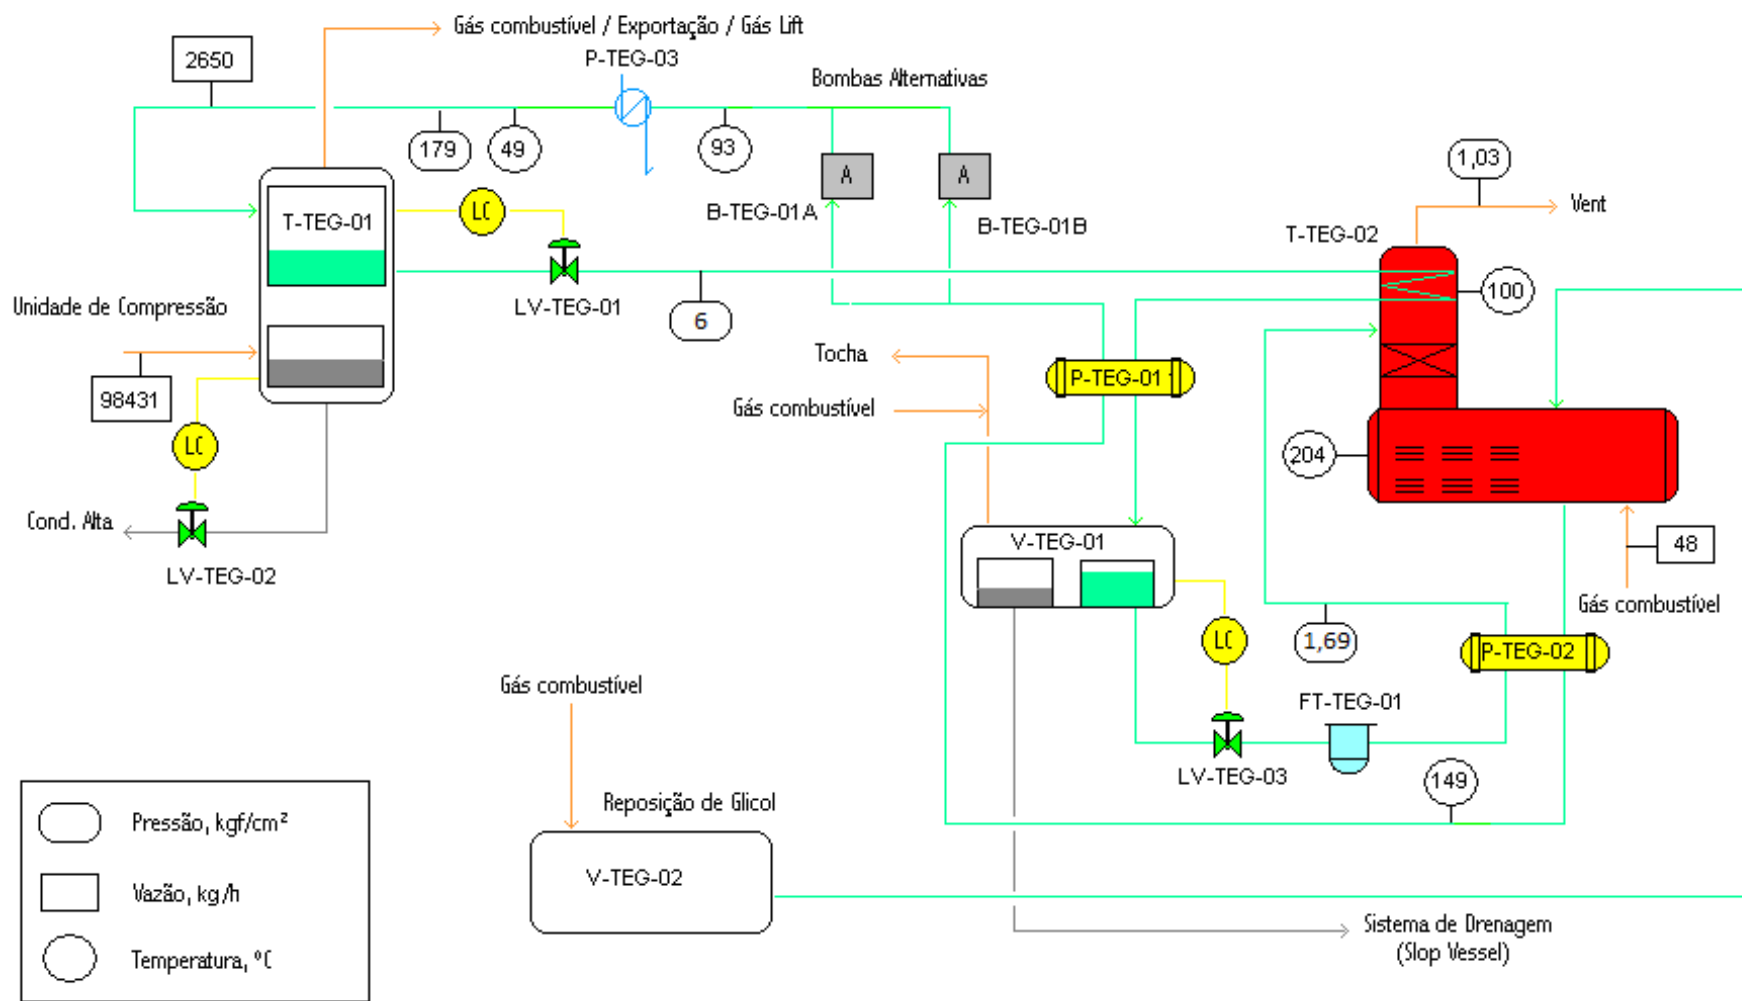 Gás combustível / Exportação / Gás Lift
2650
P-TEG-03
Bombas Alternativas
179
49
93
A
A
1,03
Vent
T-TEG-01
LC
B-TEG-01A
B-TEG-01B
T-TEG-02
Unidade de Compressão
LV-TEG-01
6
100
98431
Tocha
P-TEG-01
Gás combustível
LC
204
Cond. Alta
V-TEG-01
48
LV-TEG-02
Gás combustível
LC
1,69
P-TEG-02
Gás combustível
FT-TEG-01
LV-TEG-03
149
Reposição de Glicol
V-TEG-02
Pressão, kgf/cm²
Vazão, kg/h
Temperatura, ºC
Sistema de Drenagem
(Slop Vessel)